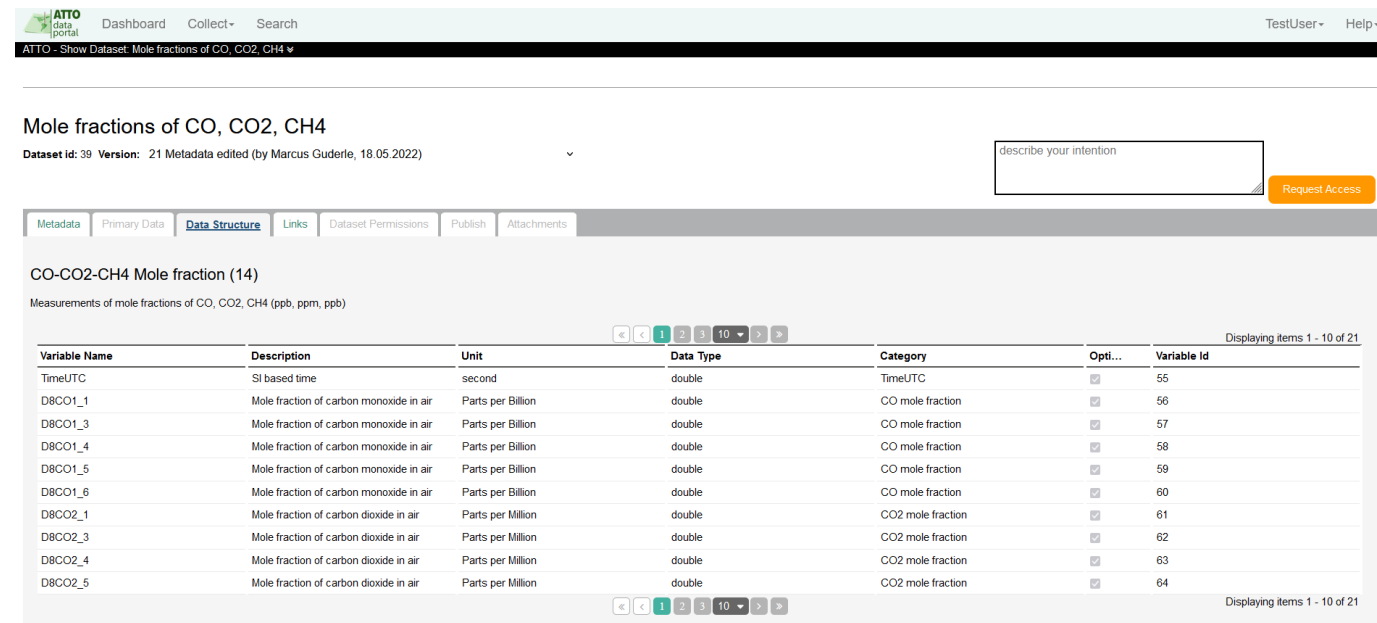 ATTO data portal Dashboard Collect Search TestUser Help
ATTO - Show Dataset: Mole fractions of CO, CO2, CH4
Mole fractions of CO, CO2, CH4
Dataset id: 39 Version: 21 Metadata edited (by Marcus Guderle, 18.05.2022)
describe your intention
Request Access
Metadata Primary Data Data Structure Links Dataset Permissions Publish Attachments
CO-CO2-CH4 Mole fraction (14)
Measurements of mole fractions of CO, CO2, CH4 (ppb, ppm, ppb)
« ‹ 1 2 3 10 › » Displaying items 1 - 10 of 21
Variable Name Description Unit Data Type Category Opti... Variable Id
TimeUTC SI based time second double TimeUTC 55
D8CO1_1 Mole fraction of carbon monoxide in air Parts per Billion double CO mole fraction 56
D8CO1_3 Mole fraction of carbon monoxide in air Parts per Billion double CO mole fraction 57
D8CO1_4 Mole fraction of carbon monoxide in air Parts per Billion double CO mole fraction 58
D8CO1_5 Mole fraction of carbon monoxide in air Parts per Billion double CO mole fraction 59
D8CO1_6 Mole fraction of carbon monoxide in air Parts per Billion double CO mole fraction 60
D8CO2_1 Mole fraction of carbon dioxide in air Parts per Million double CO2 mole fraction 61
D8CO2_3 Mole fraction of carbon dioxide in air Parts per Million double CO2 mole fraction 62
D8CO2_4 Mole fraction of carbon dioxide in air Parts per Million double CO2 mole fraction 63
D8CO2_5 Mole fraction of carbon dioxide in air Parts per Million double CO2 mole fraction 64
« ‹ 1 2 3 10 › » Displaying items 1 - 10 of 21